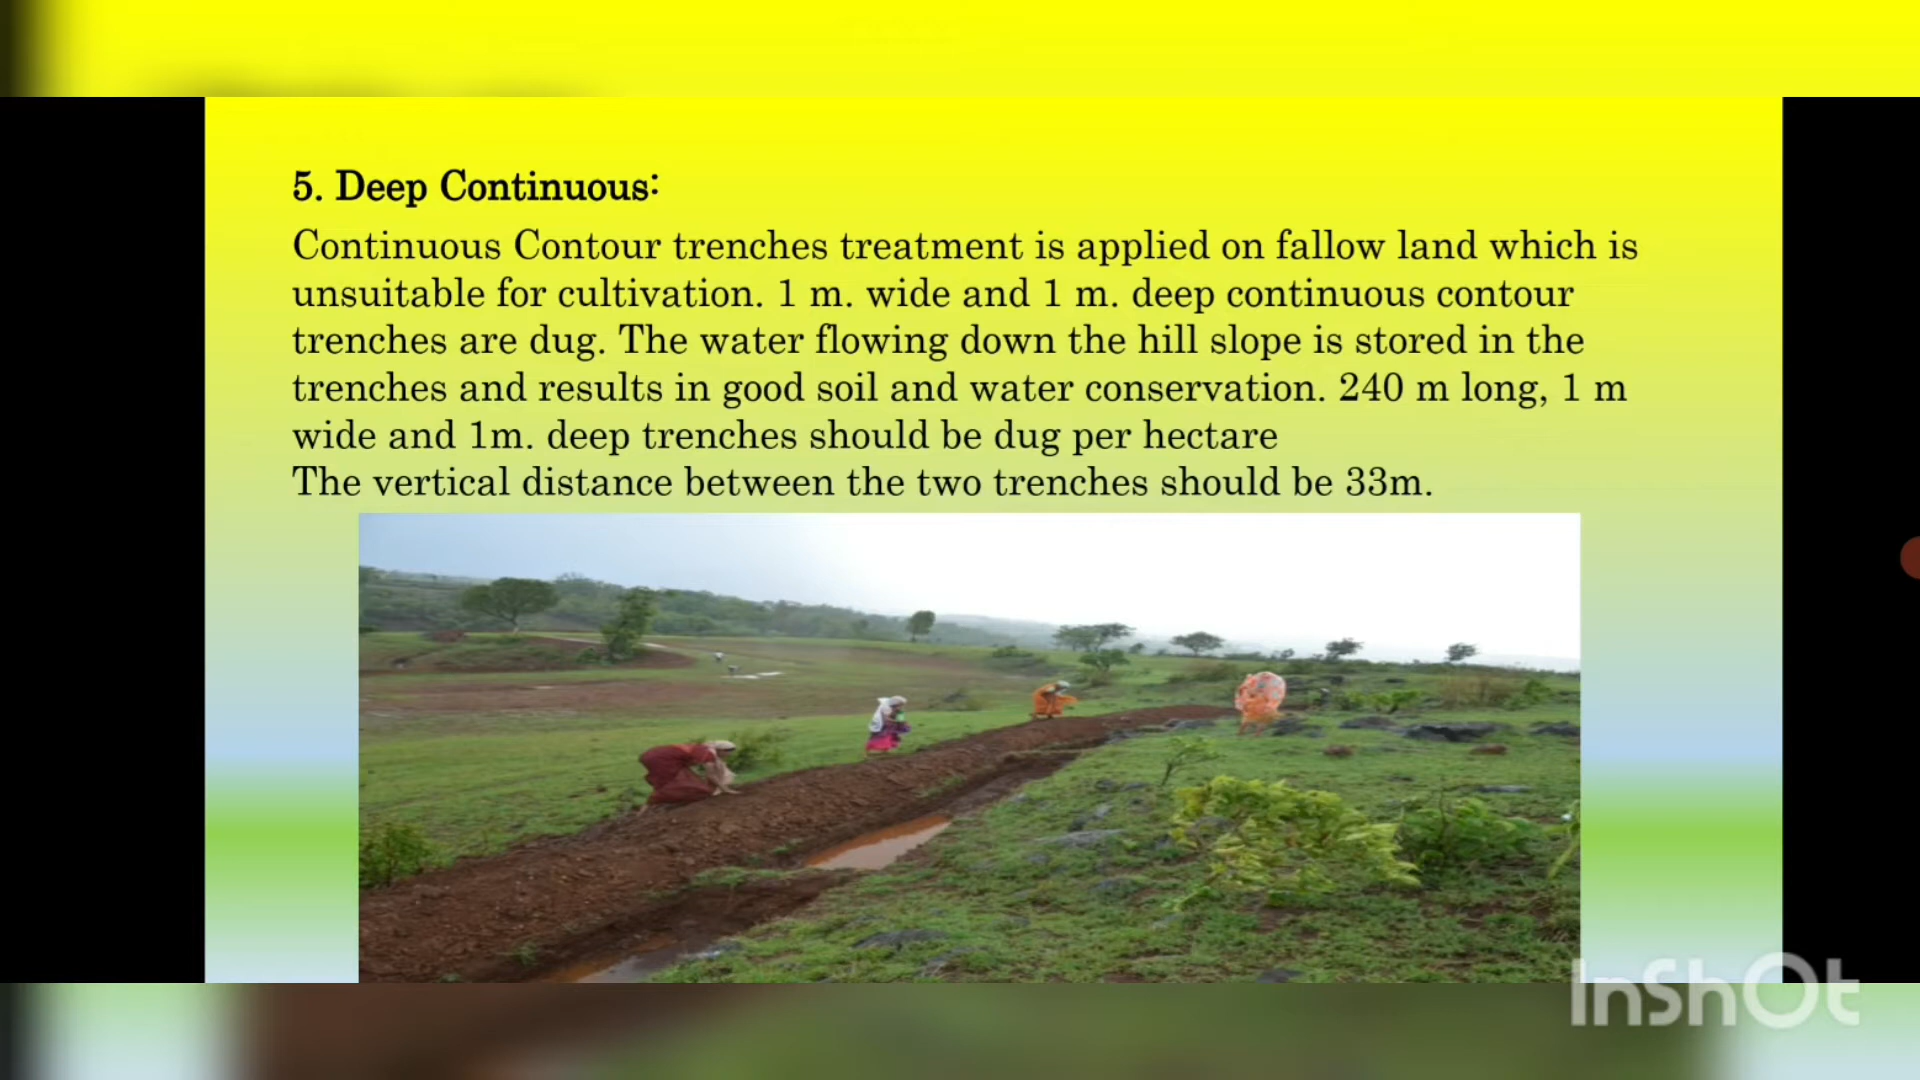 5. Deep Continuous:
Continuous Contour trenches treatment is applied on fallow land which is
unsuitable for cultivation. 1 m. wide and 1 m. deep continuous contour
trenches are dug. The water flowing down the hill slope is stored in the
trenches and results in good soil and water conservation. 240 m long, 1 m
wide and 1m. deep trenches should be dug per hectare
The vertical distance between the two trenches should be 33m.
InShOt